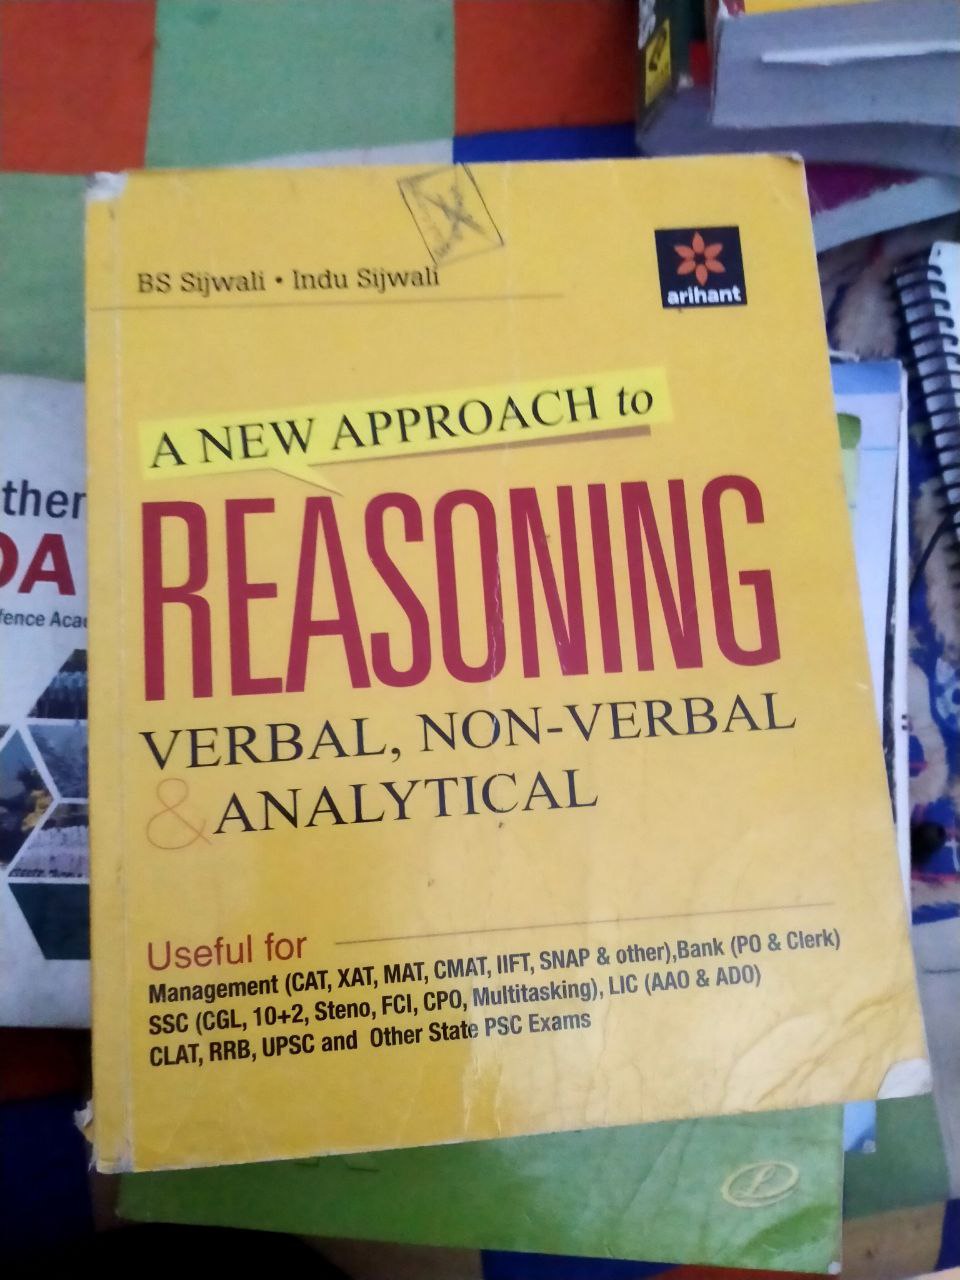 BS Sijwali • Indu Sijwali
arihant
A NEW APPROACH to
REASONING
VERBAL, NON-VERBAL
& ANALYTICAL
Useful for
Management (CAT, XAT, MAT, CMAT, IIFT, SNAP & other),Bank (PO & Clerk)
SSC (CGL, 10+2, Steno, FCI, CPO, Multitasking), LIC (AAO & ADO)
CLAT, RRB, UPSC and Other State PSC Exams
ther
DA
fence Aca